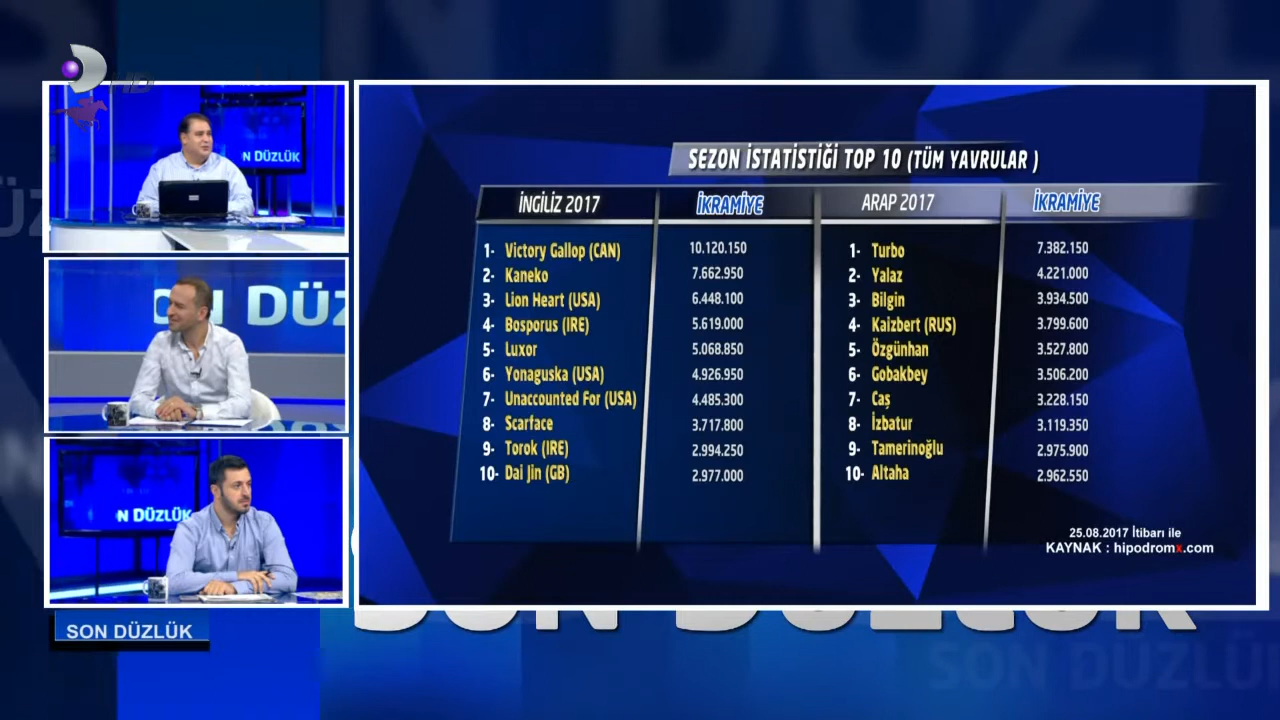 HD
N DÜZLÜK
ON DÜZ
N DÜZLÜK
SON DÜZLÜK
SEZON İSTATİSTİĞİ TOP 10 (TÜM YAVRULAR )
İNGİLİZ 2017 İKRAMİYE ARAP 2017 İKRAMİYE
1- Victory Gallop (CAN) 10.120.150 1- Turbo 7.382.150
2- Kaneko 7.662.950 2- Yalaz 4.221.000
3- Lion Heart (USA) 6.448.100 3- Bilgin 3.934.500
4- Bosporus (IRE) 5.619.000 4- Kaizbert (RUS) 3.799.600
5- Luxor 5.068.850 5- Özgünhan 3.527.800
6- Yonaguska (USA) 4.926.950 6- Gobakbey 3.506.200
7- Unaccounted For (USA) 4.485.300 7- Caş 3.228.150
8- Scarface 3.717.800 8- İzbatur 3.119.350
9- Torok (IRE) 2.994.250 9- Tamerinoğlu 2.975.900
10- Dai Jin (GB) 2.977.000 10- Altaha 2.962.550
25.08.2017 İtibarı ile
KAYNAK : hipodromx.com
SON DÜZLÜK
SON DÜZLÜ